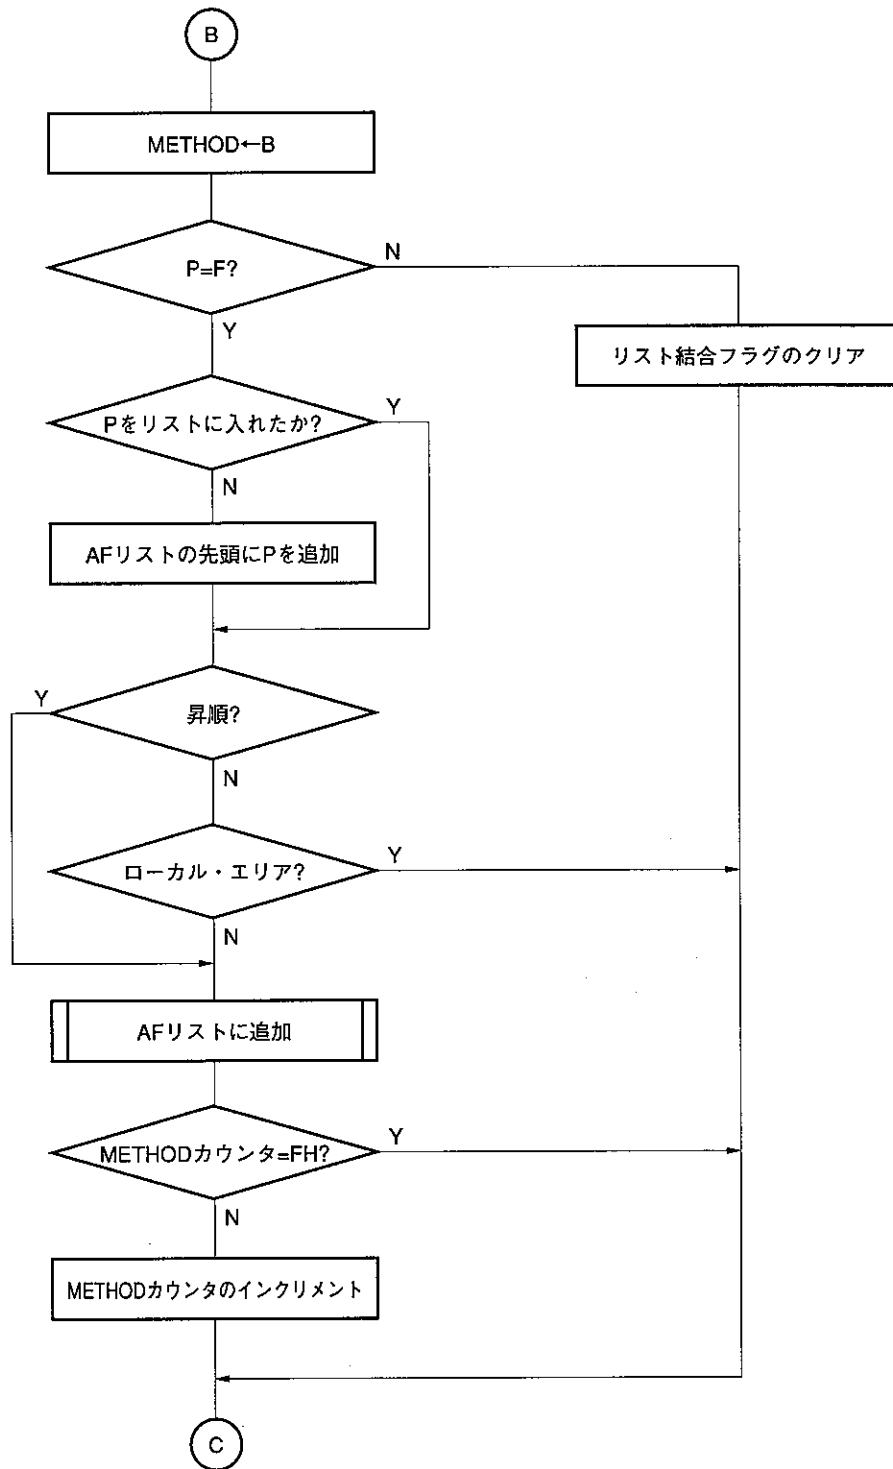 B
METHOD←B
P=F?
N
Y
リスト結合フラグのクリア
Pをリストに入れたか?
Y
N
AFリストの先頭にPを追加
Y
昇順?
N
ローカル・エリア?
Y
N
AFリストに追加
METHODカウンタ=FH?
Y
N
METHODカウンタのインクリメント
C